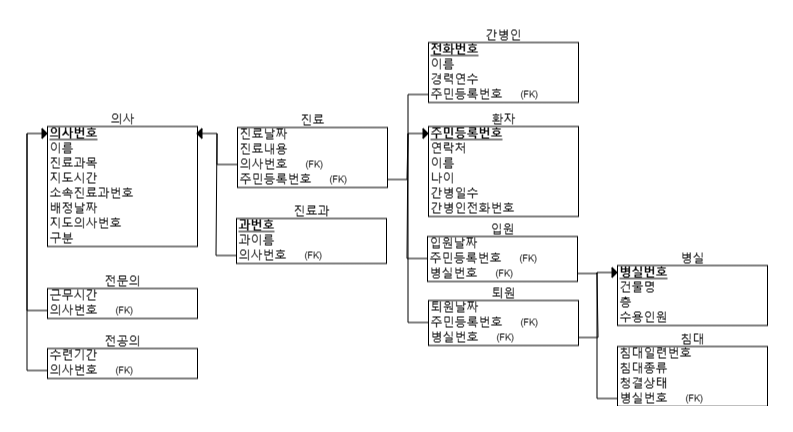 간병인
전화번호
이름
경력연수
주민등록번호 (FK)
의사
의사번호
이름
진료과목
지도시간
소속진료과번호
배정날짜
지도의사번호
구분
진료
진료날짜
진료내용
의사번호 (FK)
주민등록번호 (FK)
환자
주민등록번호
연락처
이름
나이
간병일수
간병인전화번호
진료과
과번호
과이름
의사번호 (FK)
입원
입원날짜
주민등록번호 (FK)
병실번호 (FK)
병실
병실번호
건물명
층
수용인원
전문의
근무시간
의사번호 (FK)
퇴원
퇴원날짜
주민등록번호 (FK)
병실번호 (FK)
전공의
수련기간
의사번호 (FK)
침대
침대일련번호
침대종류
청결상태
병실번호 (FK)